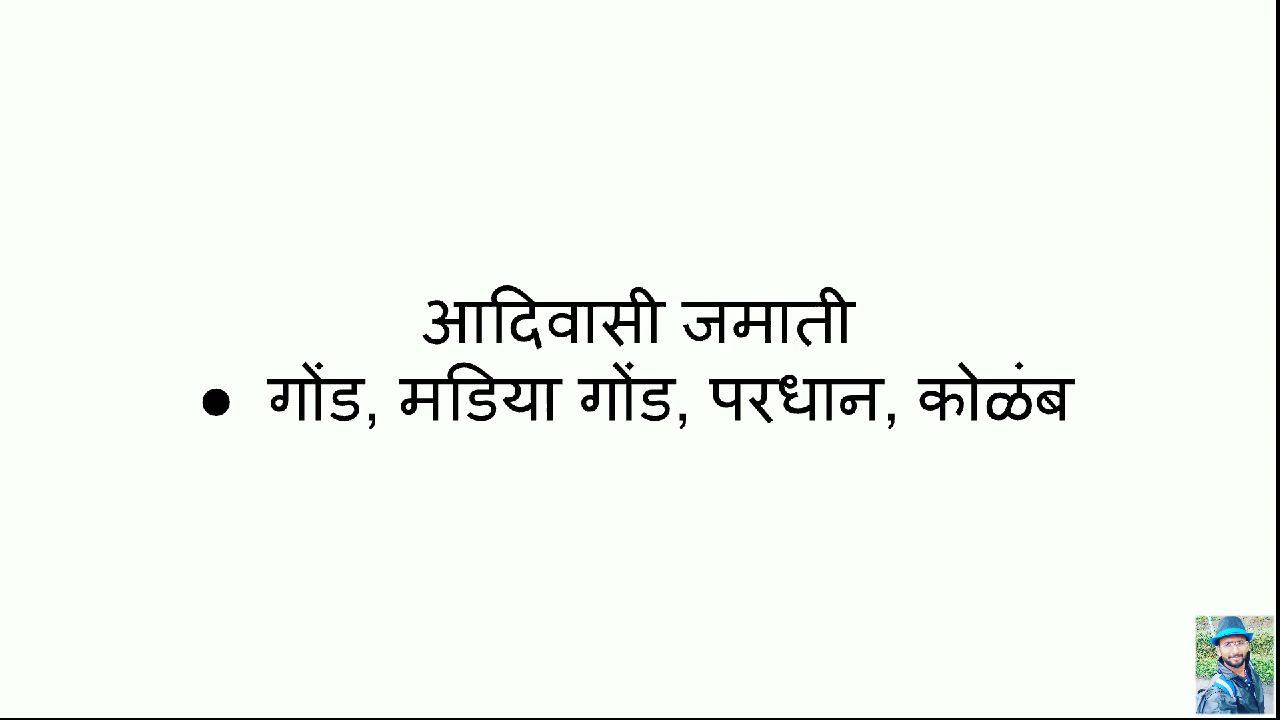 आदिवासी जमाती
● गोंड, मडिया गोंड, परधान, कोळंब